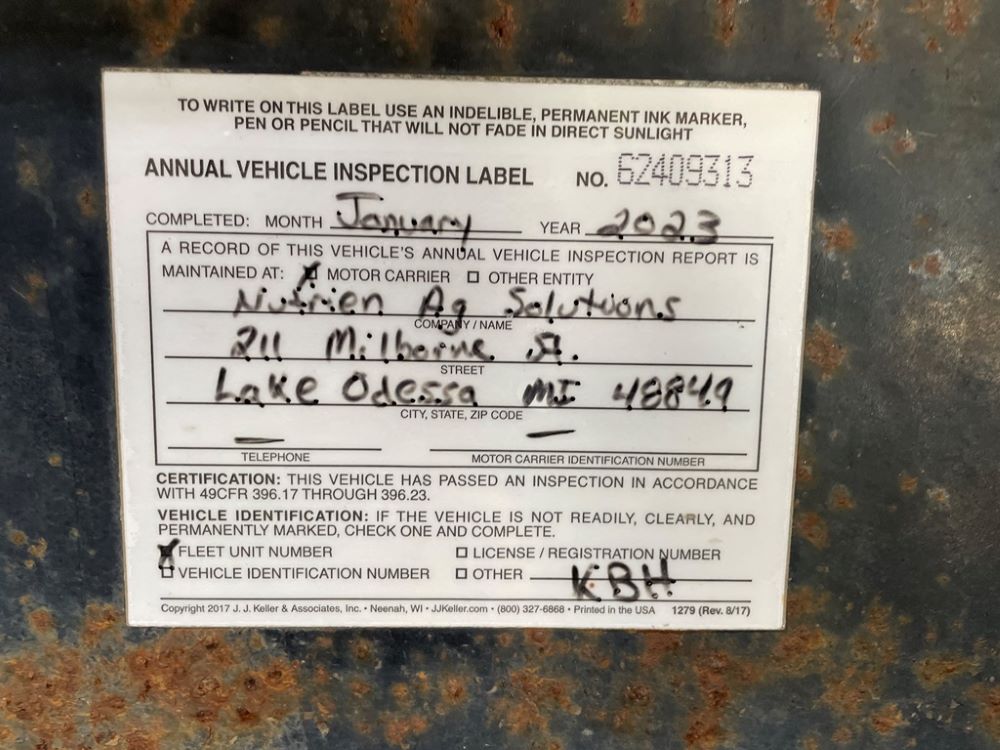 TO WRITE ON THIS LABEL USE AN INDELIBLE, PERMANENT INK MARKER,
PEN OR PENCIL THAT WILL NOT FADE IN DIRECT SUNLIGHT
ANNUAL VEHICLE INSPECTION LABEL NO. 62409313
COMPLETED: MONTH January YEAR 2023
A RECORD OF THIS VEHICLE'S ANNUAL VEHICLE INSPECTION REPORT IS
MAINTAINED AT: MOTOR CARRIER OTHER ENTITY
Nutrien Ag Solutions
COMPANY / NAME
211 Milborne St.
STREET
Lake Odessa MI 48849
CITY, STATE, ZIP CODE
— —
TELEPHONE MOTOR CARRIER IDENTIFICATION NUMBER
CERTIFICATION: THIS VEHICLE HAS PASSED AN INSPECTION IN ACCORDANCE
WITH 49CFR 396.17 THROUGH 396.23.
VEHICLE IDENTIFICATION: IF THE VEHICLE IS NOT READILY, CLEARLY, AND
PERMANENTLY MARKED, CHECK ONE AND COMPLETE.
FLEET UNIT NUMBER LICENSE / REGISTRATION NUMBER
VEHICLE IDENTIFICATION NUMBER OTHER KBH
Copyright 2017 J. J. Keller & Associates, Inc. • Neenah, WI • JJKeller.com • (800) 327-6868 • Printed in the USA 1279 (Rev. 8/17)